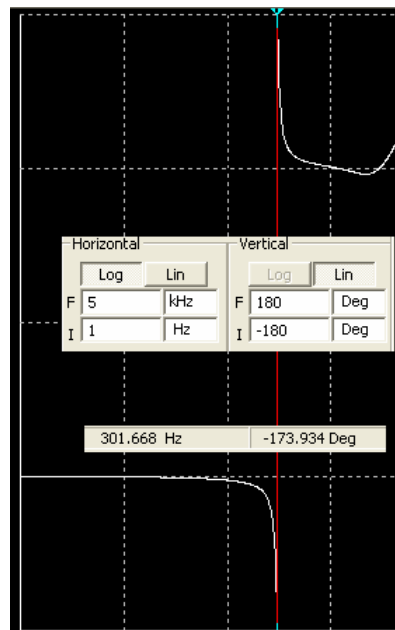 Horizontal Vertical
Log Lin Log Lin
F 5 kHz F 180 Deg
I 1 Hz I -180 Deg
301.668 Hz -173.934 Deg